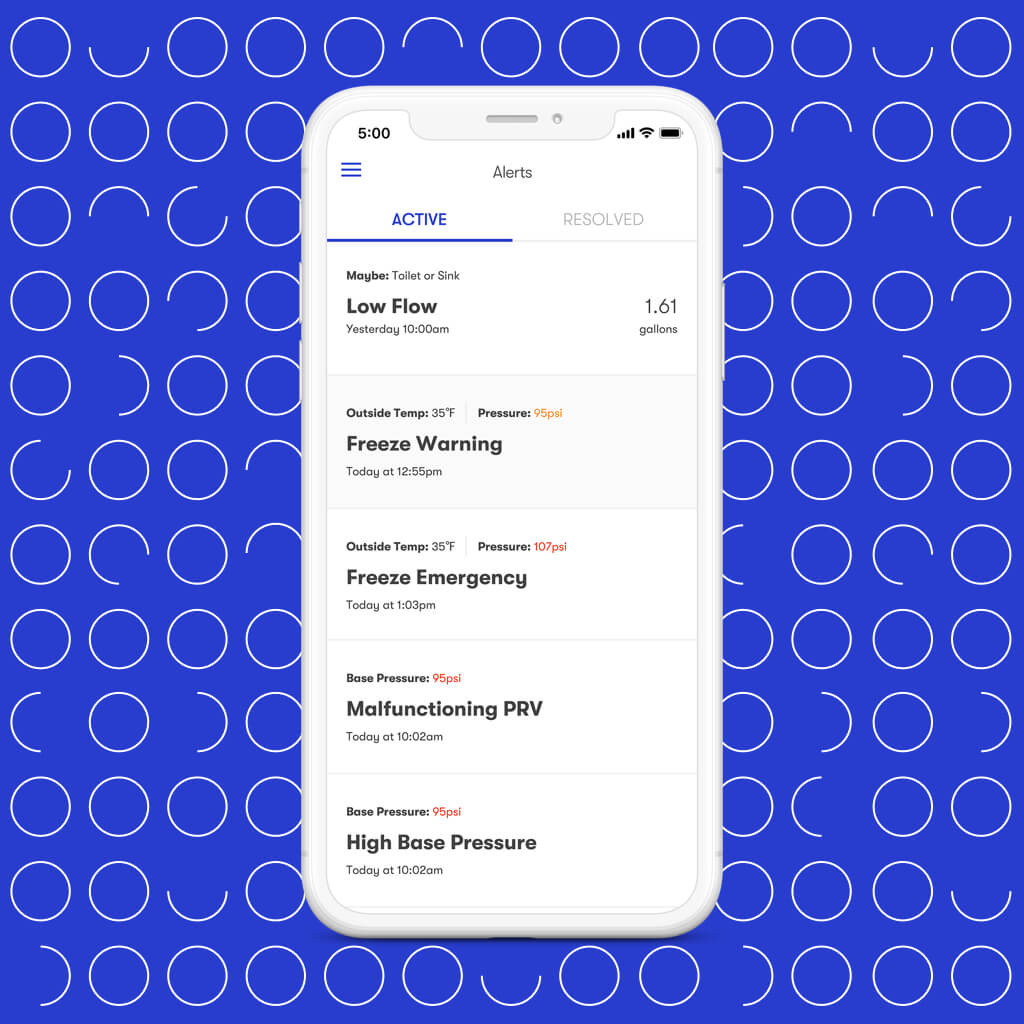 5:00
Alerts
ACTIVE RESOLVED
Maybe: Toilet or Sink
Low Flow 1.61
Yesterday 10:00am gallons
Outside Temp: 35°F Pressure: 95psi
Freeze Warning
Today at 12:55pm
Outside Temp: 35°F Pressure: 107psi
Freeze Emergency
Today at 1:03pm
Base Pressure: 95psi
Malfunctioning PRV
Today at 10:02am
Base Pressure: 95psi
High Base Pressure
Today at 10:02am